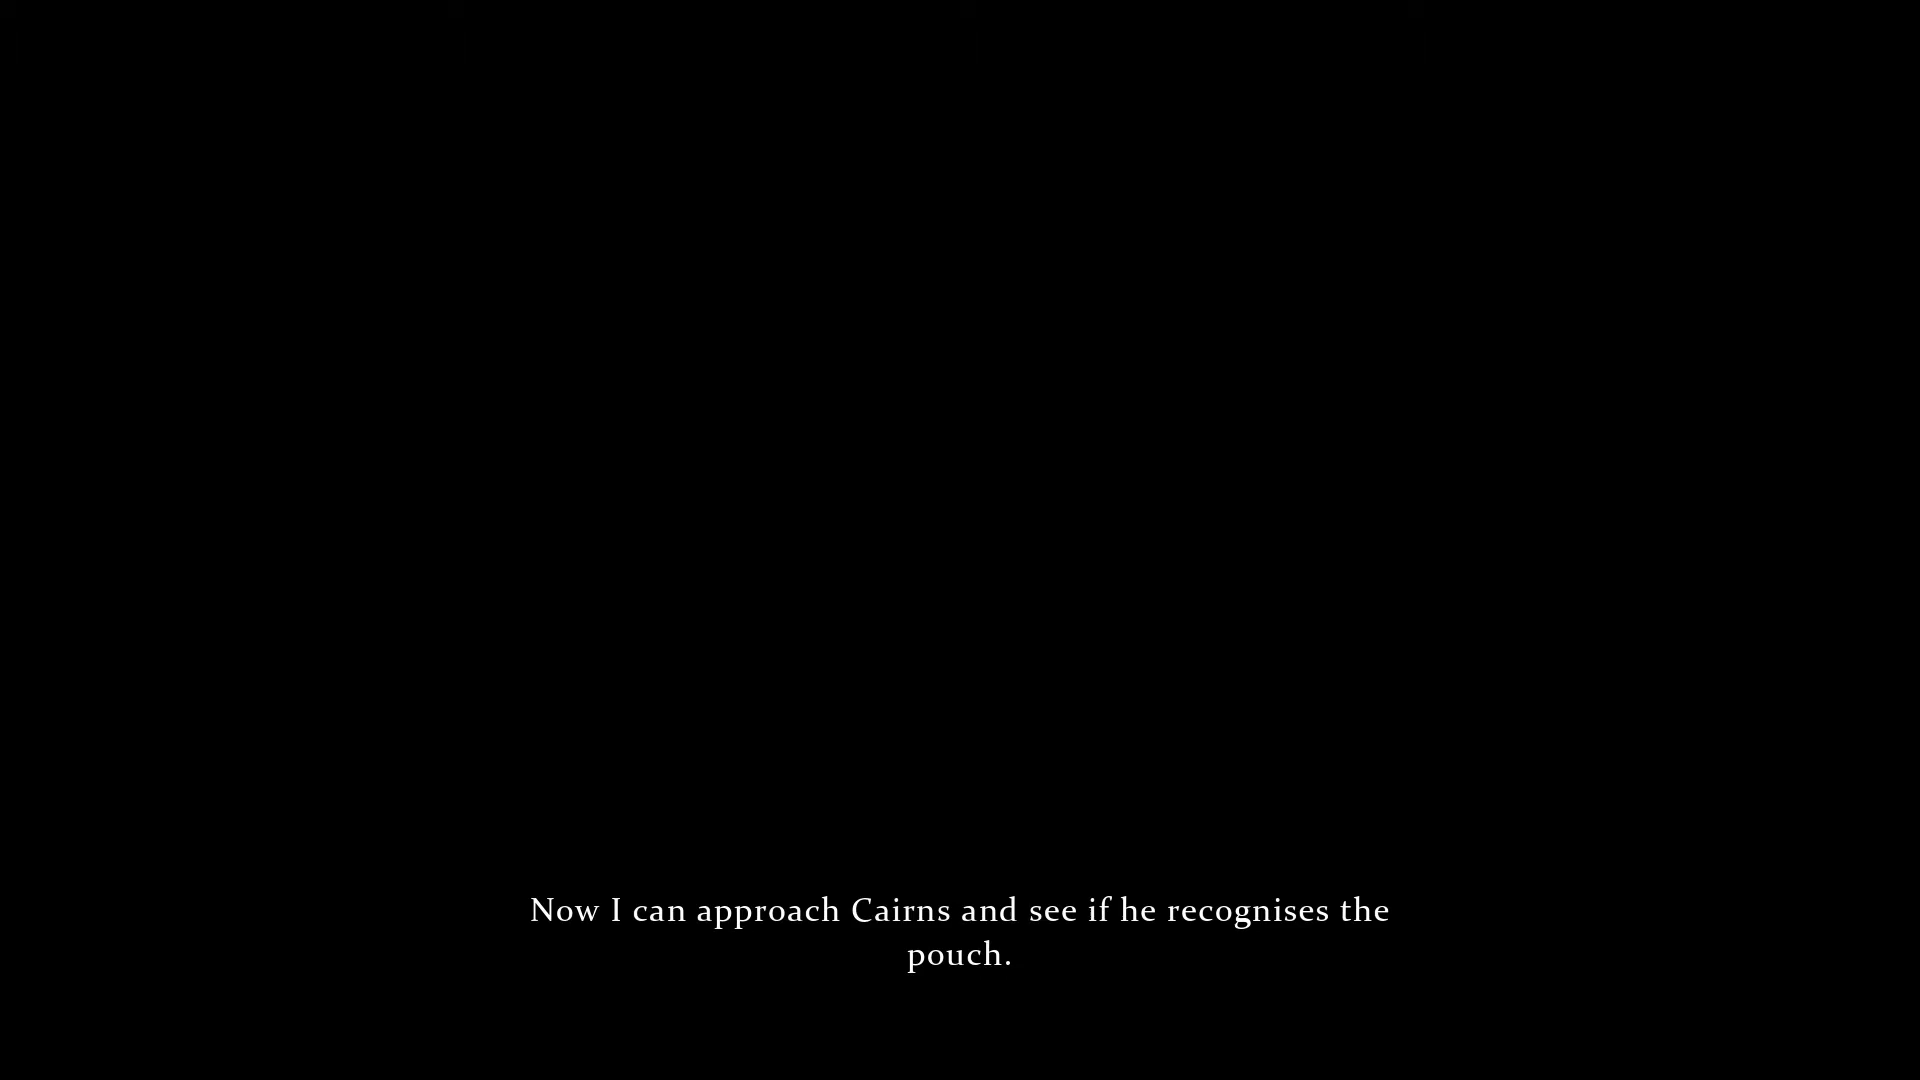 Now I can approach Cairns and see if he recognises the
pouch.